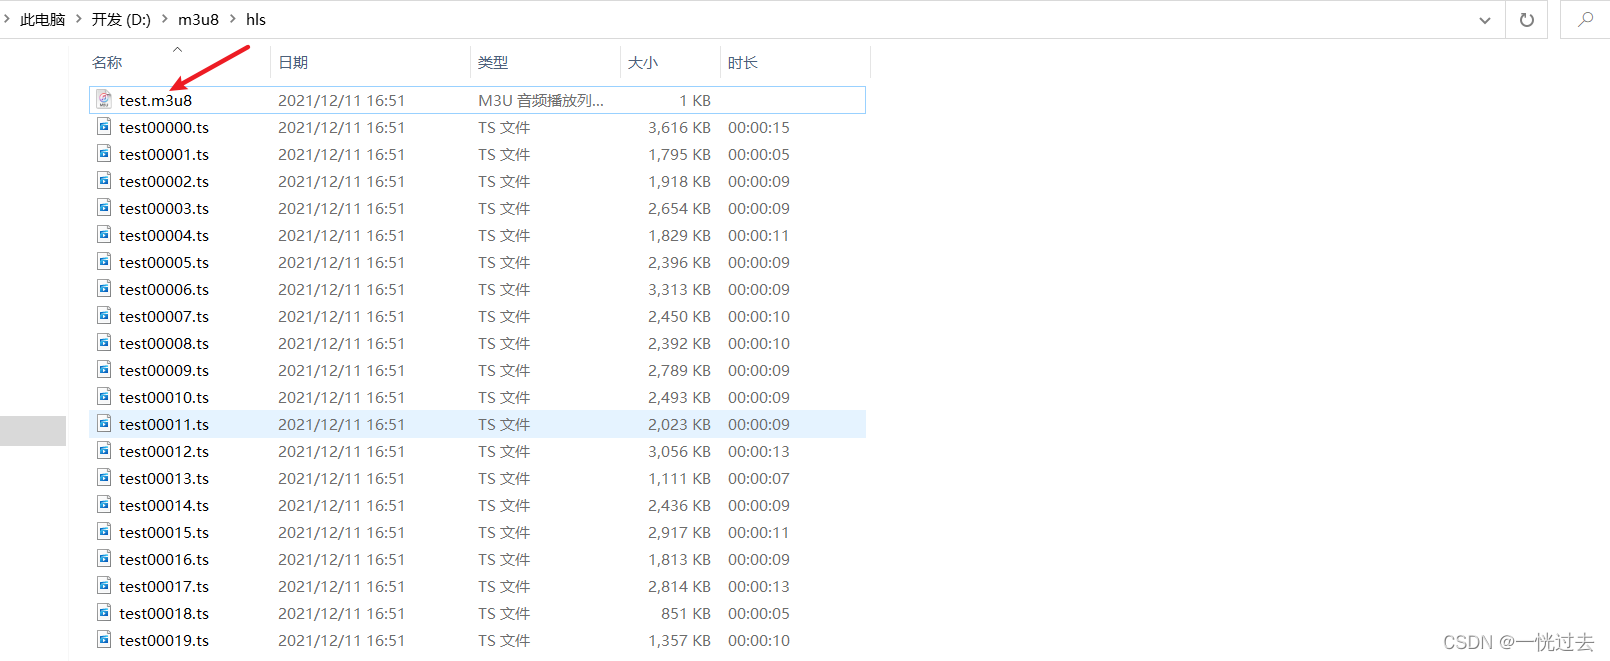 此电脑 > 开发 (D:) > m3u8 > hls
名称 日期 类型 大小 时长
test.m3u8 2021/12/11 16:51 M3U 音频播放列... 1 KB
test00000.ts 2021/12/11 16:51 TS 文件 3,616 KB 00:00:15
test00001.ts 2021/12/11 16:51 TS 文件 1,795 KB 00:00:05
test00002.ts 2021/12/11 16:51 TS 文件 1,918 KB 00:00:09
test00003.ts 2021/12/11 16:51 TS 文件 2,654 KB 00:00:09
test00004.ts 2021/12/11 16:51 TS 文件 1,829 KB 00:00:11
test00005.ts 2021/12/11 16:51 TS 文件 2,396 KB 00:00:09
test00006.ts 2021/12/11 16:51 TS 文件 3,313 KB 00:00:09
test00007.ts 2021/12/11 16:51 TS 文件 2,450 KB 00:00:10
test00008.ts 2021/12/11 16:51 TS 文件 2,392 KB 00:00:10
test00009.ts 2021/12/11 16:51 TS 文件 2,789 KB 00:00:09
test00010.ts 2021/12/11 16:51 TS 文件 2,493 KB 00:00:09
test00011.ts 2021/12/11 16:51 TS 文件 2,023 KB 00:00:09
test00012.ts 2021/12/11 16:51 TS 文件 3,056 KB 00:00:13
test00013.ts 2021/12/11 16:51 TS 文件 1,111 KB 00:00:07
test00014.ts 2021/12/11 16:51 TS 文件 2,436 KB 00:00:09
test00015.ts 2021/12/11 16:51 TS 文件 2,917 KB 00:00:11
test00016.ts 2021/12/11 16:51 TS 文件 1,813 KB 00:00:09
test00017.ts 2021/12/11 16:51 TS 文件 2,814 KB 00:00:13
test00018.ts 2021/12/11 16:51 TS 文件 851 KB 00:00:05
test00019.ts 2021/12/11 16:51 TS 文件 1,357 KB 00:00:10
CSDN @一恍过去